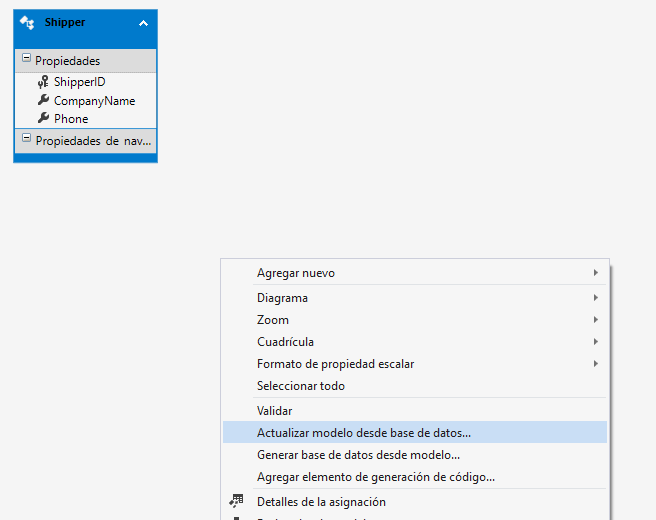 Shipper
Propiedades
ShipperID
CompanyName
Phone
Propiedades de nav...
Agregar nuevo
Diagrama
Zoom
Cuadrícula
Formato de propiedad escalar
Seleccionar todo
Validar
Actualizar modelo desde base de datos...
Generar base de datos desde modelo...
Agregar elemento de generación de código...
Detalles de la asignación